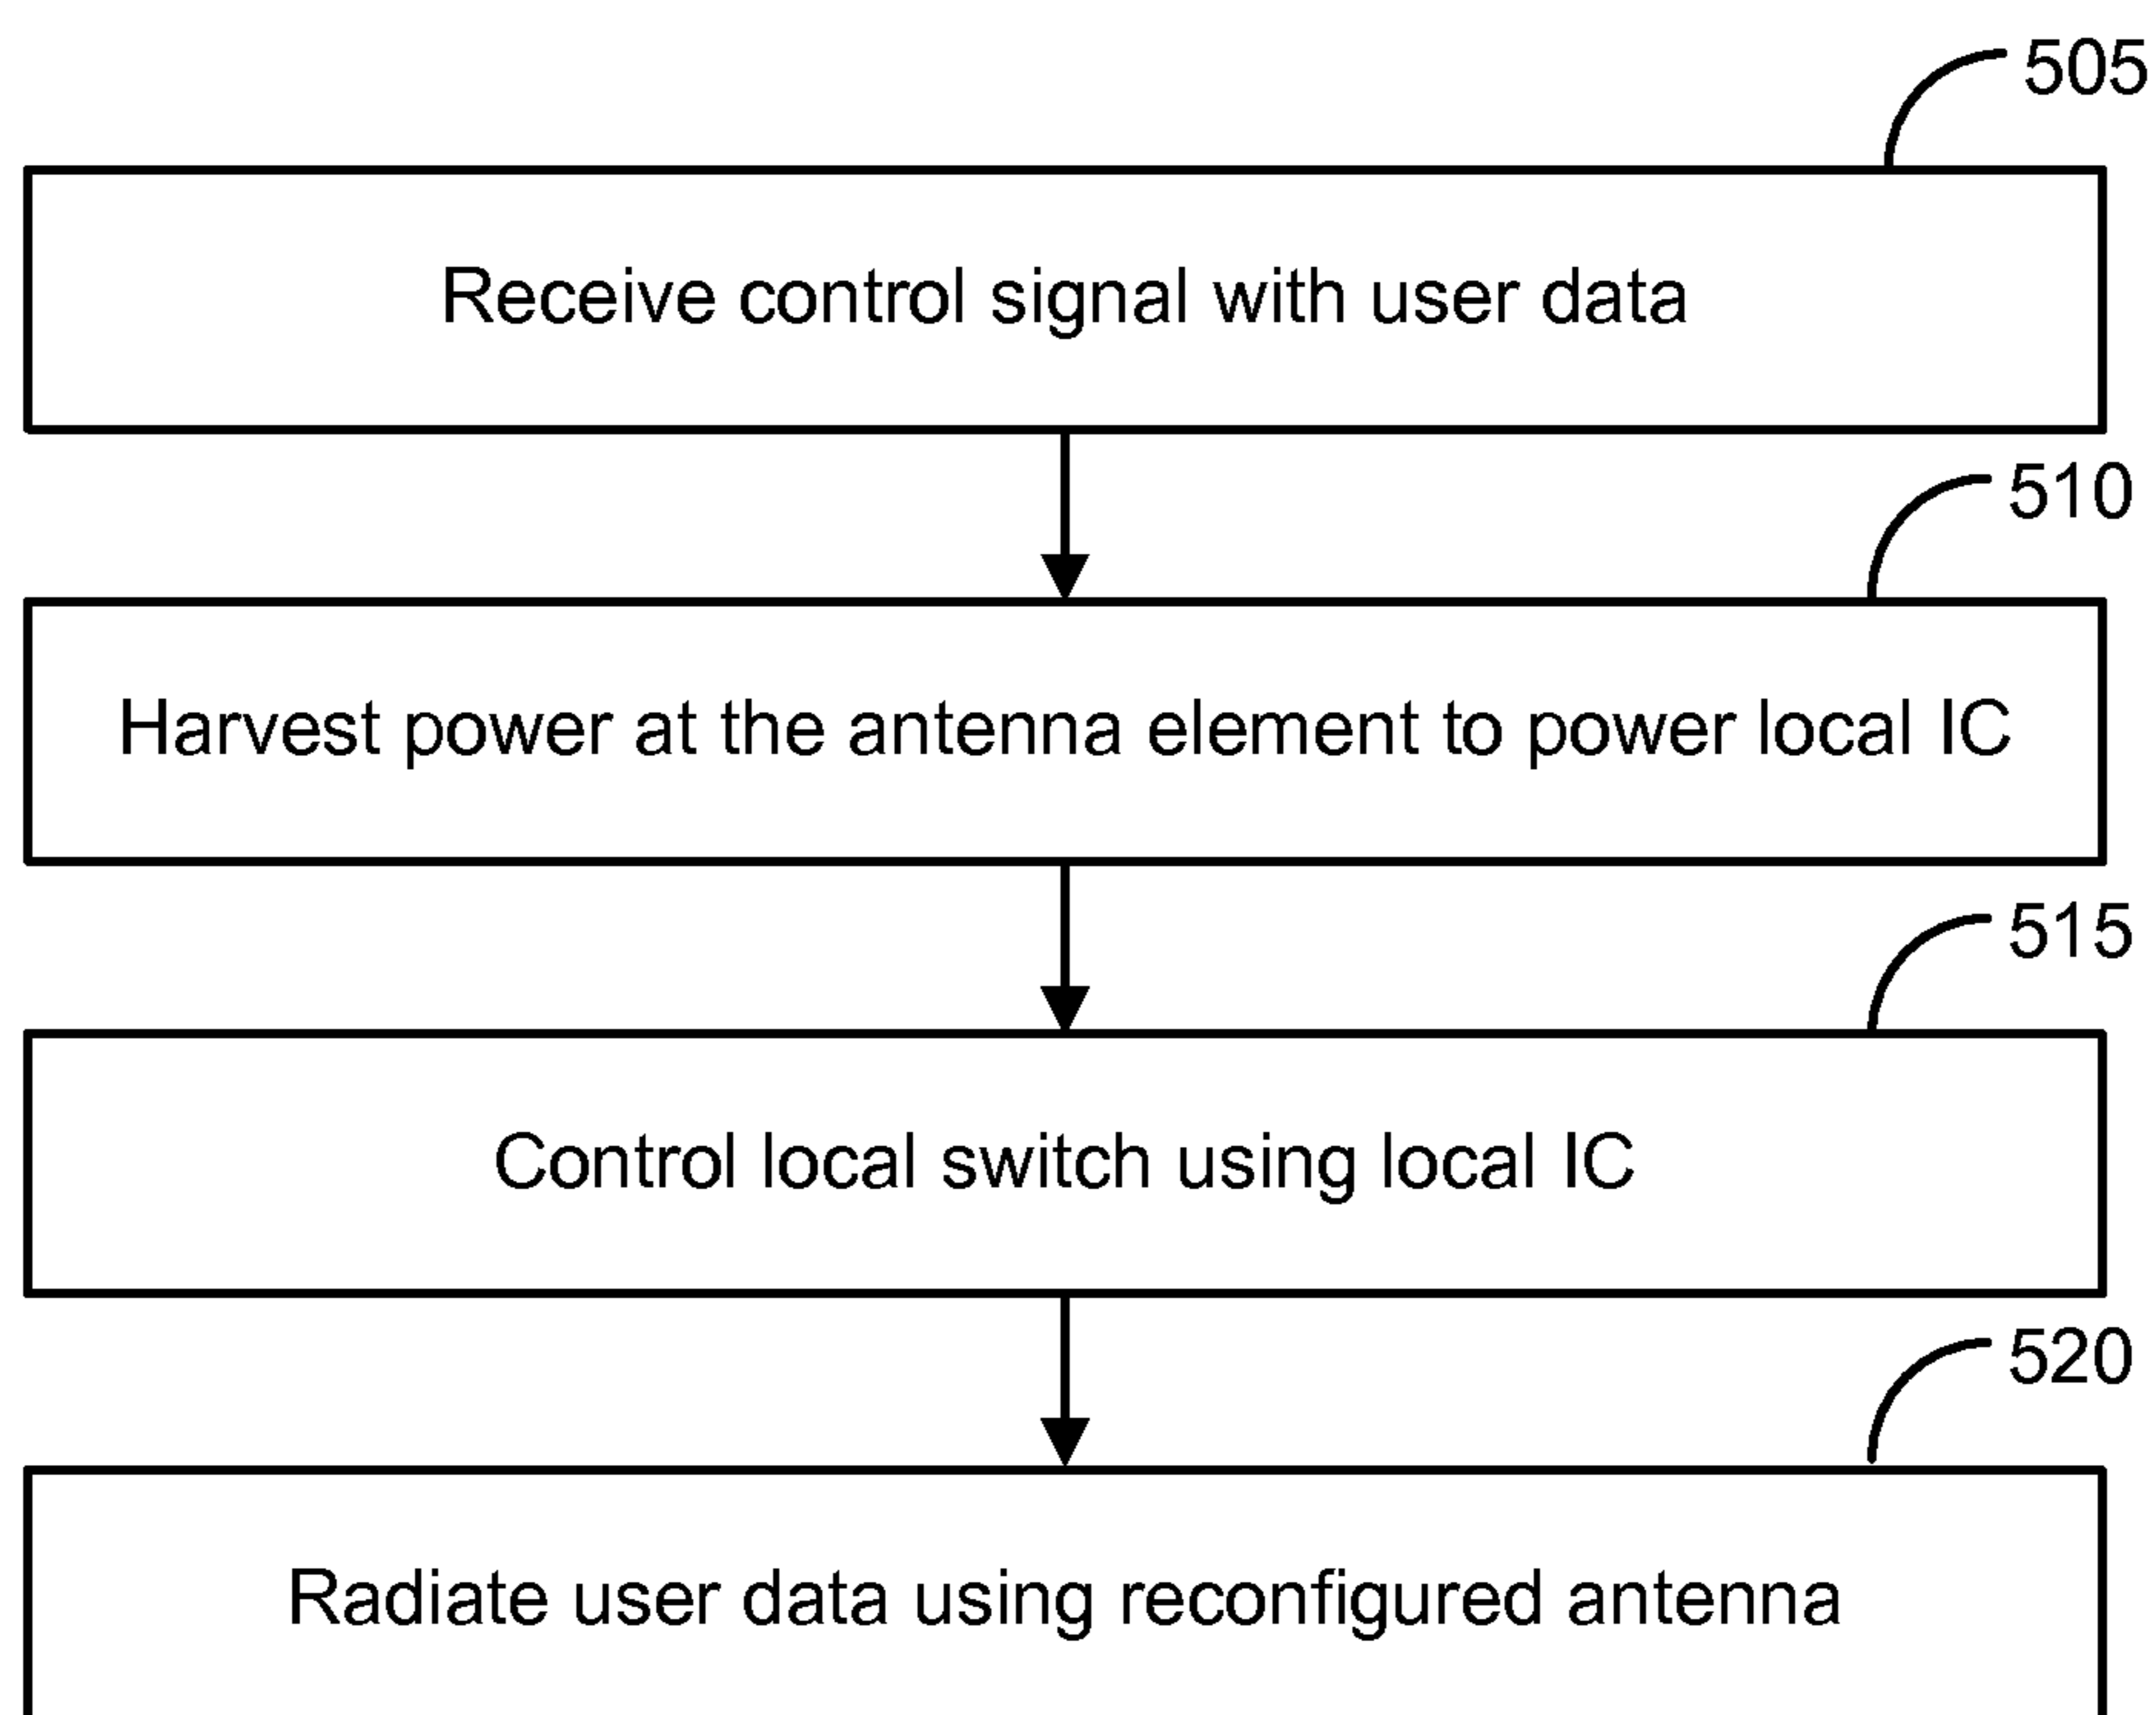 505
Receive control signal with user data
510
Harvest power at the antenna element to power local IC
515
Control local switch using local IC
520
Radiate user data using reconfigured antenna